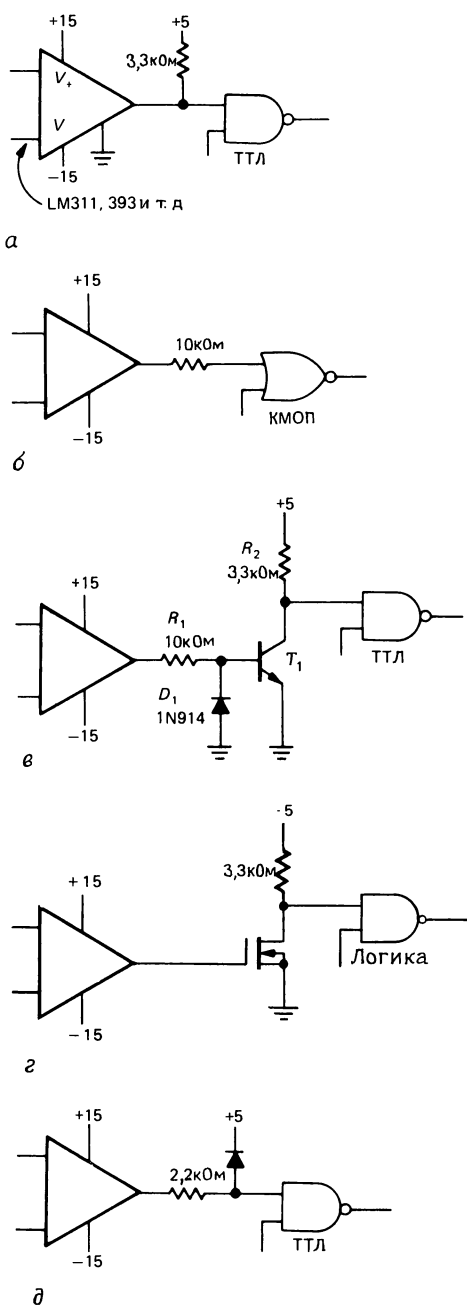 +15
+5
3,3кОм
V₊
V
ТТЛ
−15
LM311, 393 и т. д
а
+15
10кОм
КМОП
−15
б
+5
R₂
3,3кОм
+15
R₁
10кОм
T₁
ТТЛ
D₁
1N914
−15
в
-5
3,3кОм
+15
Логика
−15
г
+15
+5
2,2кОм
ТТЛ
−15
д